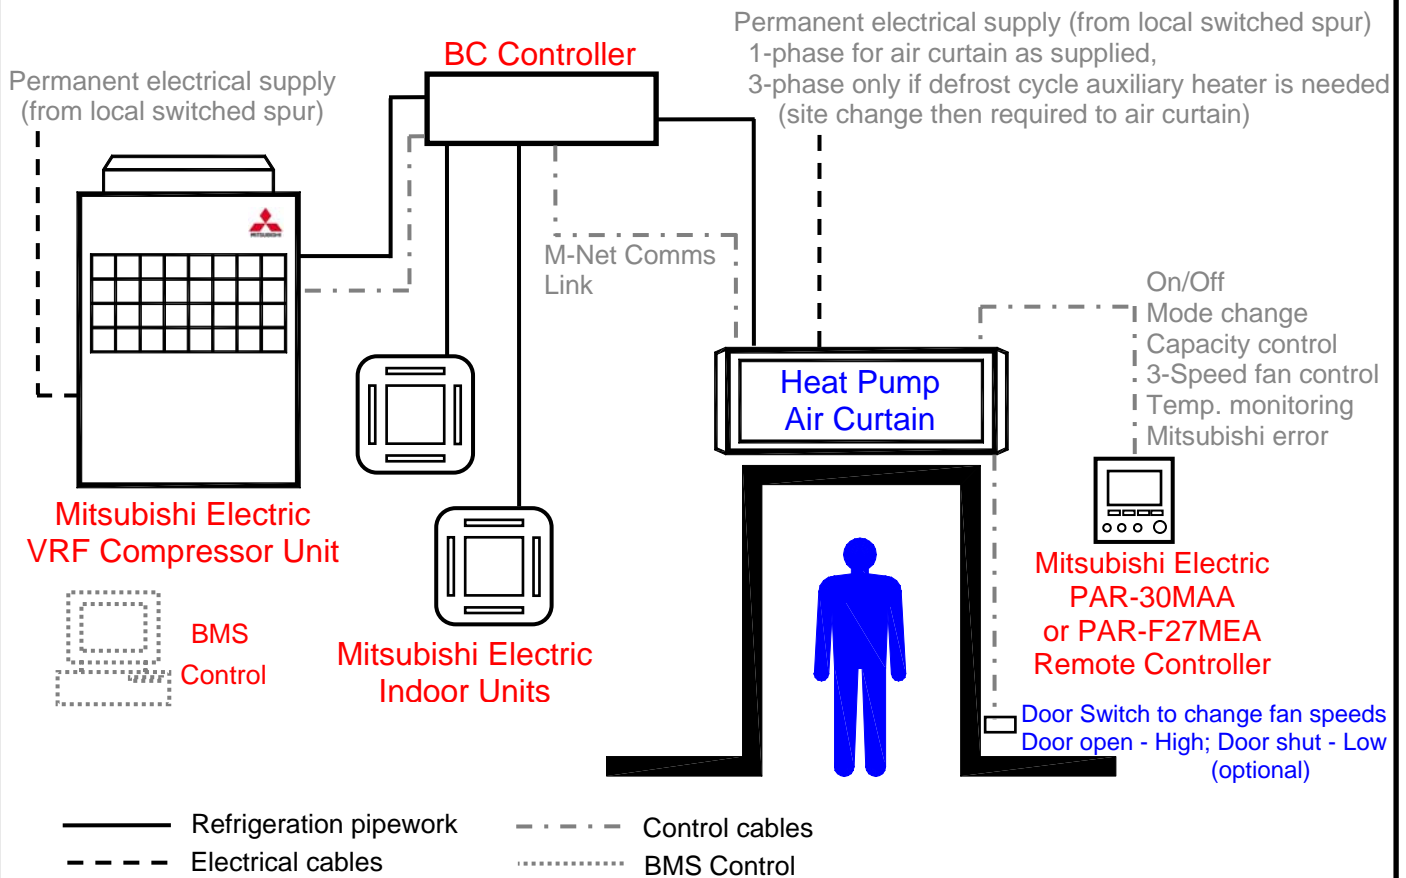 Permanent electrical supply (from local switched spur)
1-phase for air curtain as supplied,
3-phase only if defrost cycle auxiliary heater is needed
(site change then required to air curtain)
BC Controller
Permanent electrical supply
(from local switched spur)
MITSUBISHI
M-Net Comms
Link
On/Off
Mode change
Capacity control
3-Speed fan control
Temp. monitoring
Mitsubishi error
Heat Pump
Air Curtain
Mitsubishi Electric
VRF Compressor Unit
BMS
Control
Mitsubishi Electric
Indoor Units
Mitsubishi Electric
PAR-30MAA
or PAR-F27MEA
Remote Controller
Door Switch to change fan speeds
Door open - High; Door shut - Low
(optional)
Refrigeration pipework
Electrical cables
Control cables
BMS Control